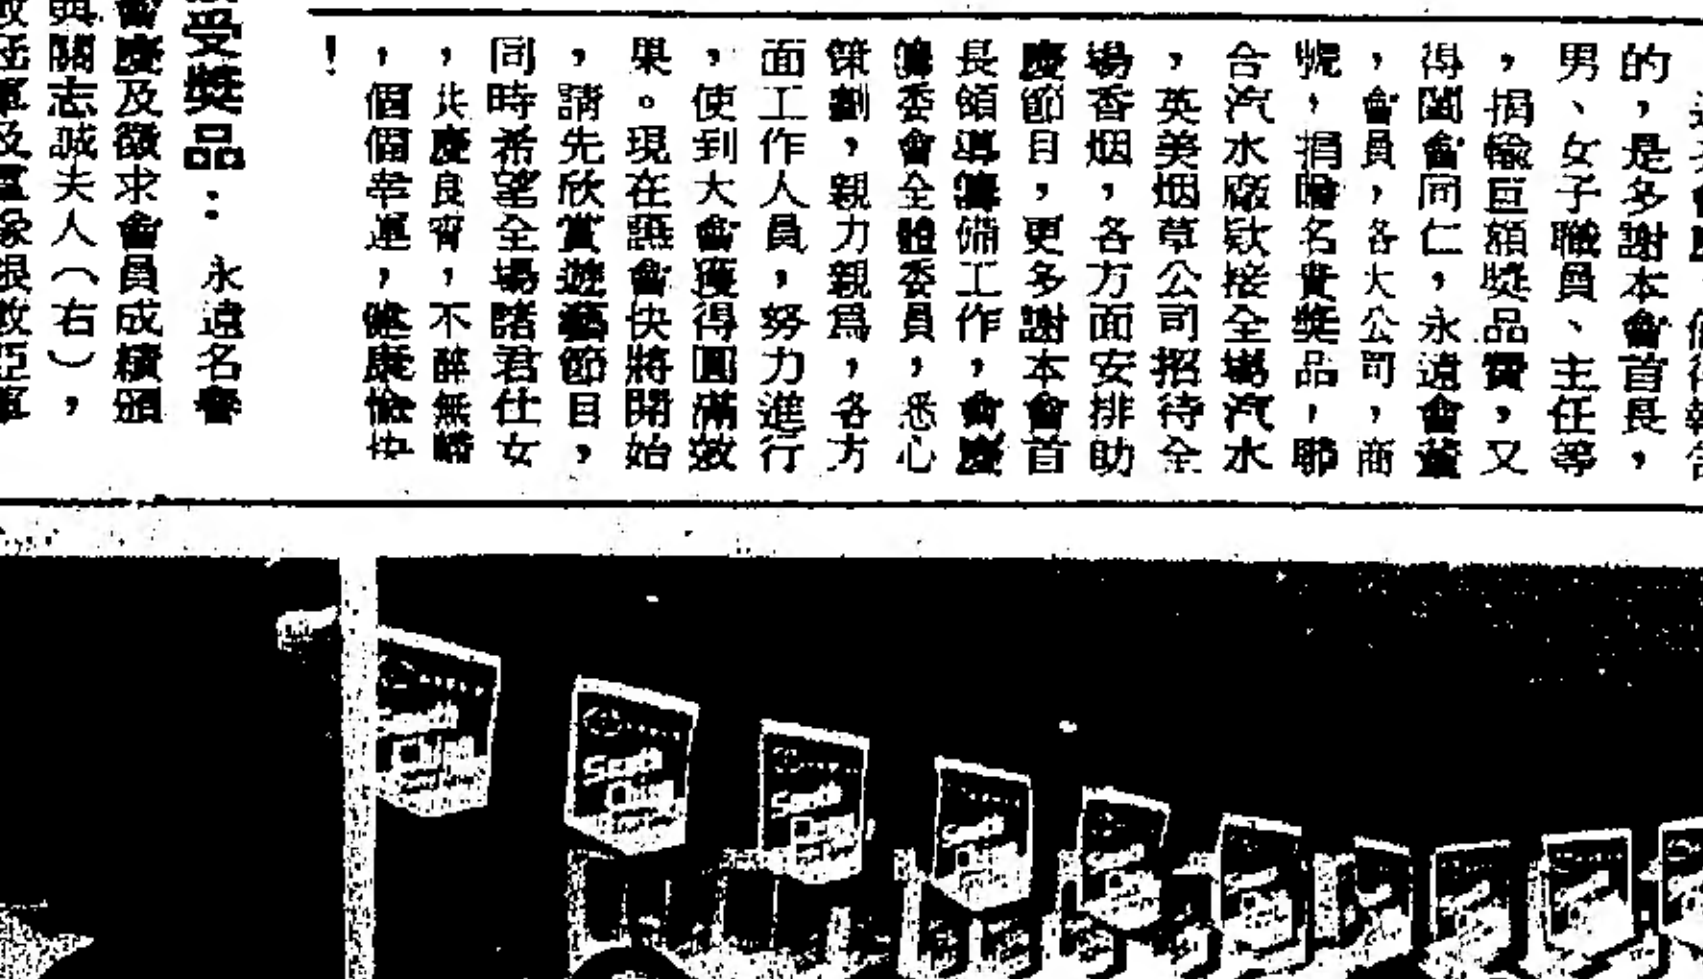 的，是多謝本會首長，
男、女子職員、主任等
，捐輸巨額獎品費，又
得闔會同仁，永遠會董
，會員，各大公司，商
號，捐贈名貴獎品，聯
合汽水廠欵接全場汽水
，英美烟草公司招待全
場香烟，各方面安排助
慶節目，更多謝本會首
長領導籌備工作，會慶
籌委會全體委員，悉心
策劃，親力親爲，各方
面工作人員，努力進行
，使到大會獲得圓滿效
果。現在讌會快將開始
，請先欣賞遊藝節目，
同時希望全場諸君仕女
，共慶良宵，不醉無歸
，個個幸運，健康愉快
！
受獎品：永遠名譽
會慶及徵求會員成績頒
與關志誠夫人（右），
South
China
South
China
South
China
South